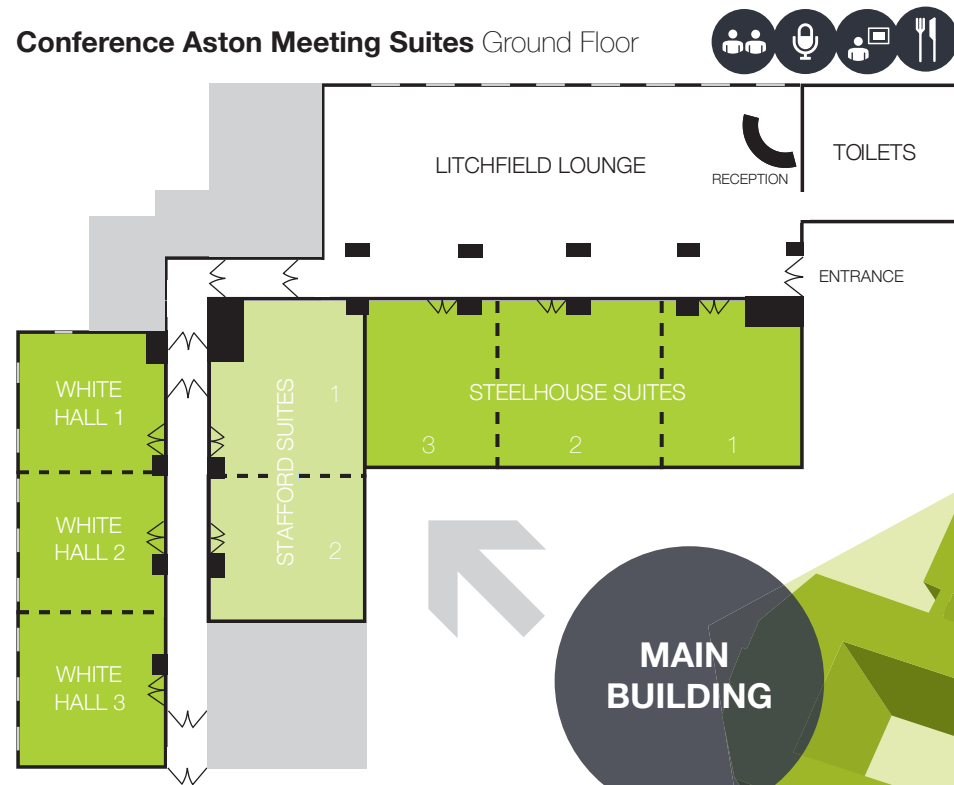 Conference Aston Meeting Suites Ground Floor
LITCHFIELD LOUNGE
RECEPTION
TOILETS
ENTRANCE
WHITE
HALL 1
WHITE
HALL 2
WHITE
HALL 3
STAFFORD SUITES
1
2
STEELHOUSE SUITES
3
2
1
MAIN
BUILDING